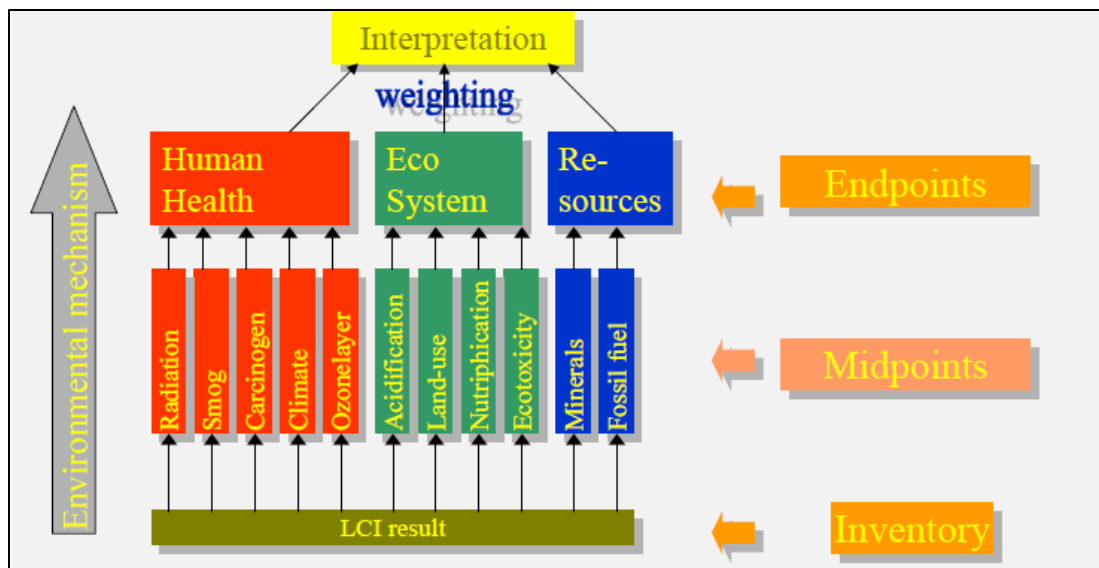 Interpretation
weighting
Human
Health
Eco
System
Re-
sources
Endpoints
Environmental mechanism
Radiation
Smog
Carcinogen
Climate
Ozonelayer
Acidification
Land-use
Nutriphication
Ecotoxicity
Minerals
Fossil fuel
Midpoints
LCI result
Inventory